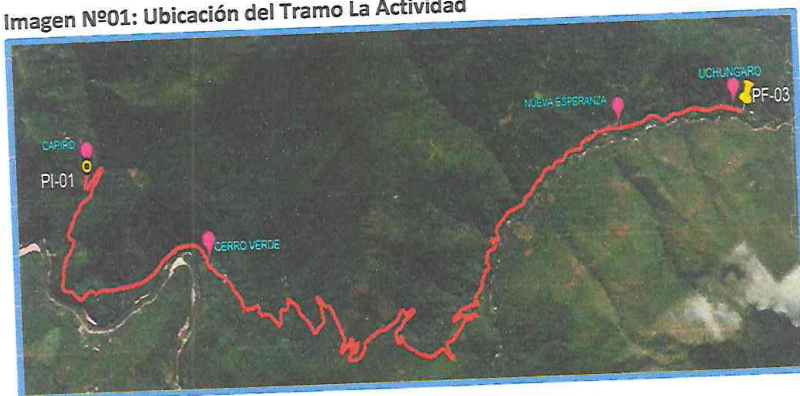 Imagen Nº01: Ubicación del Tramo La Actividad
UCHUNGARO
PF-03
NUEVA ESPERANZA
CAPIRO
PI-01
CERRO VERDE